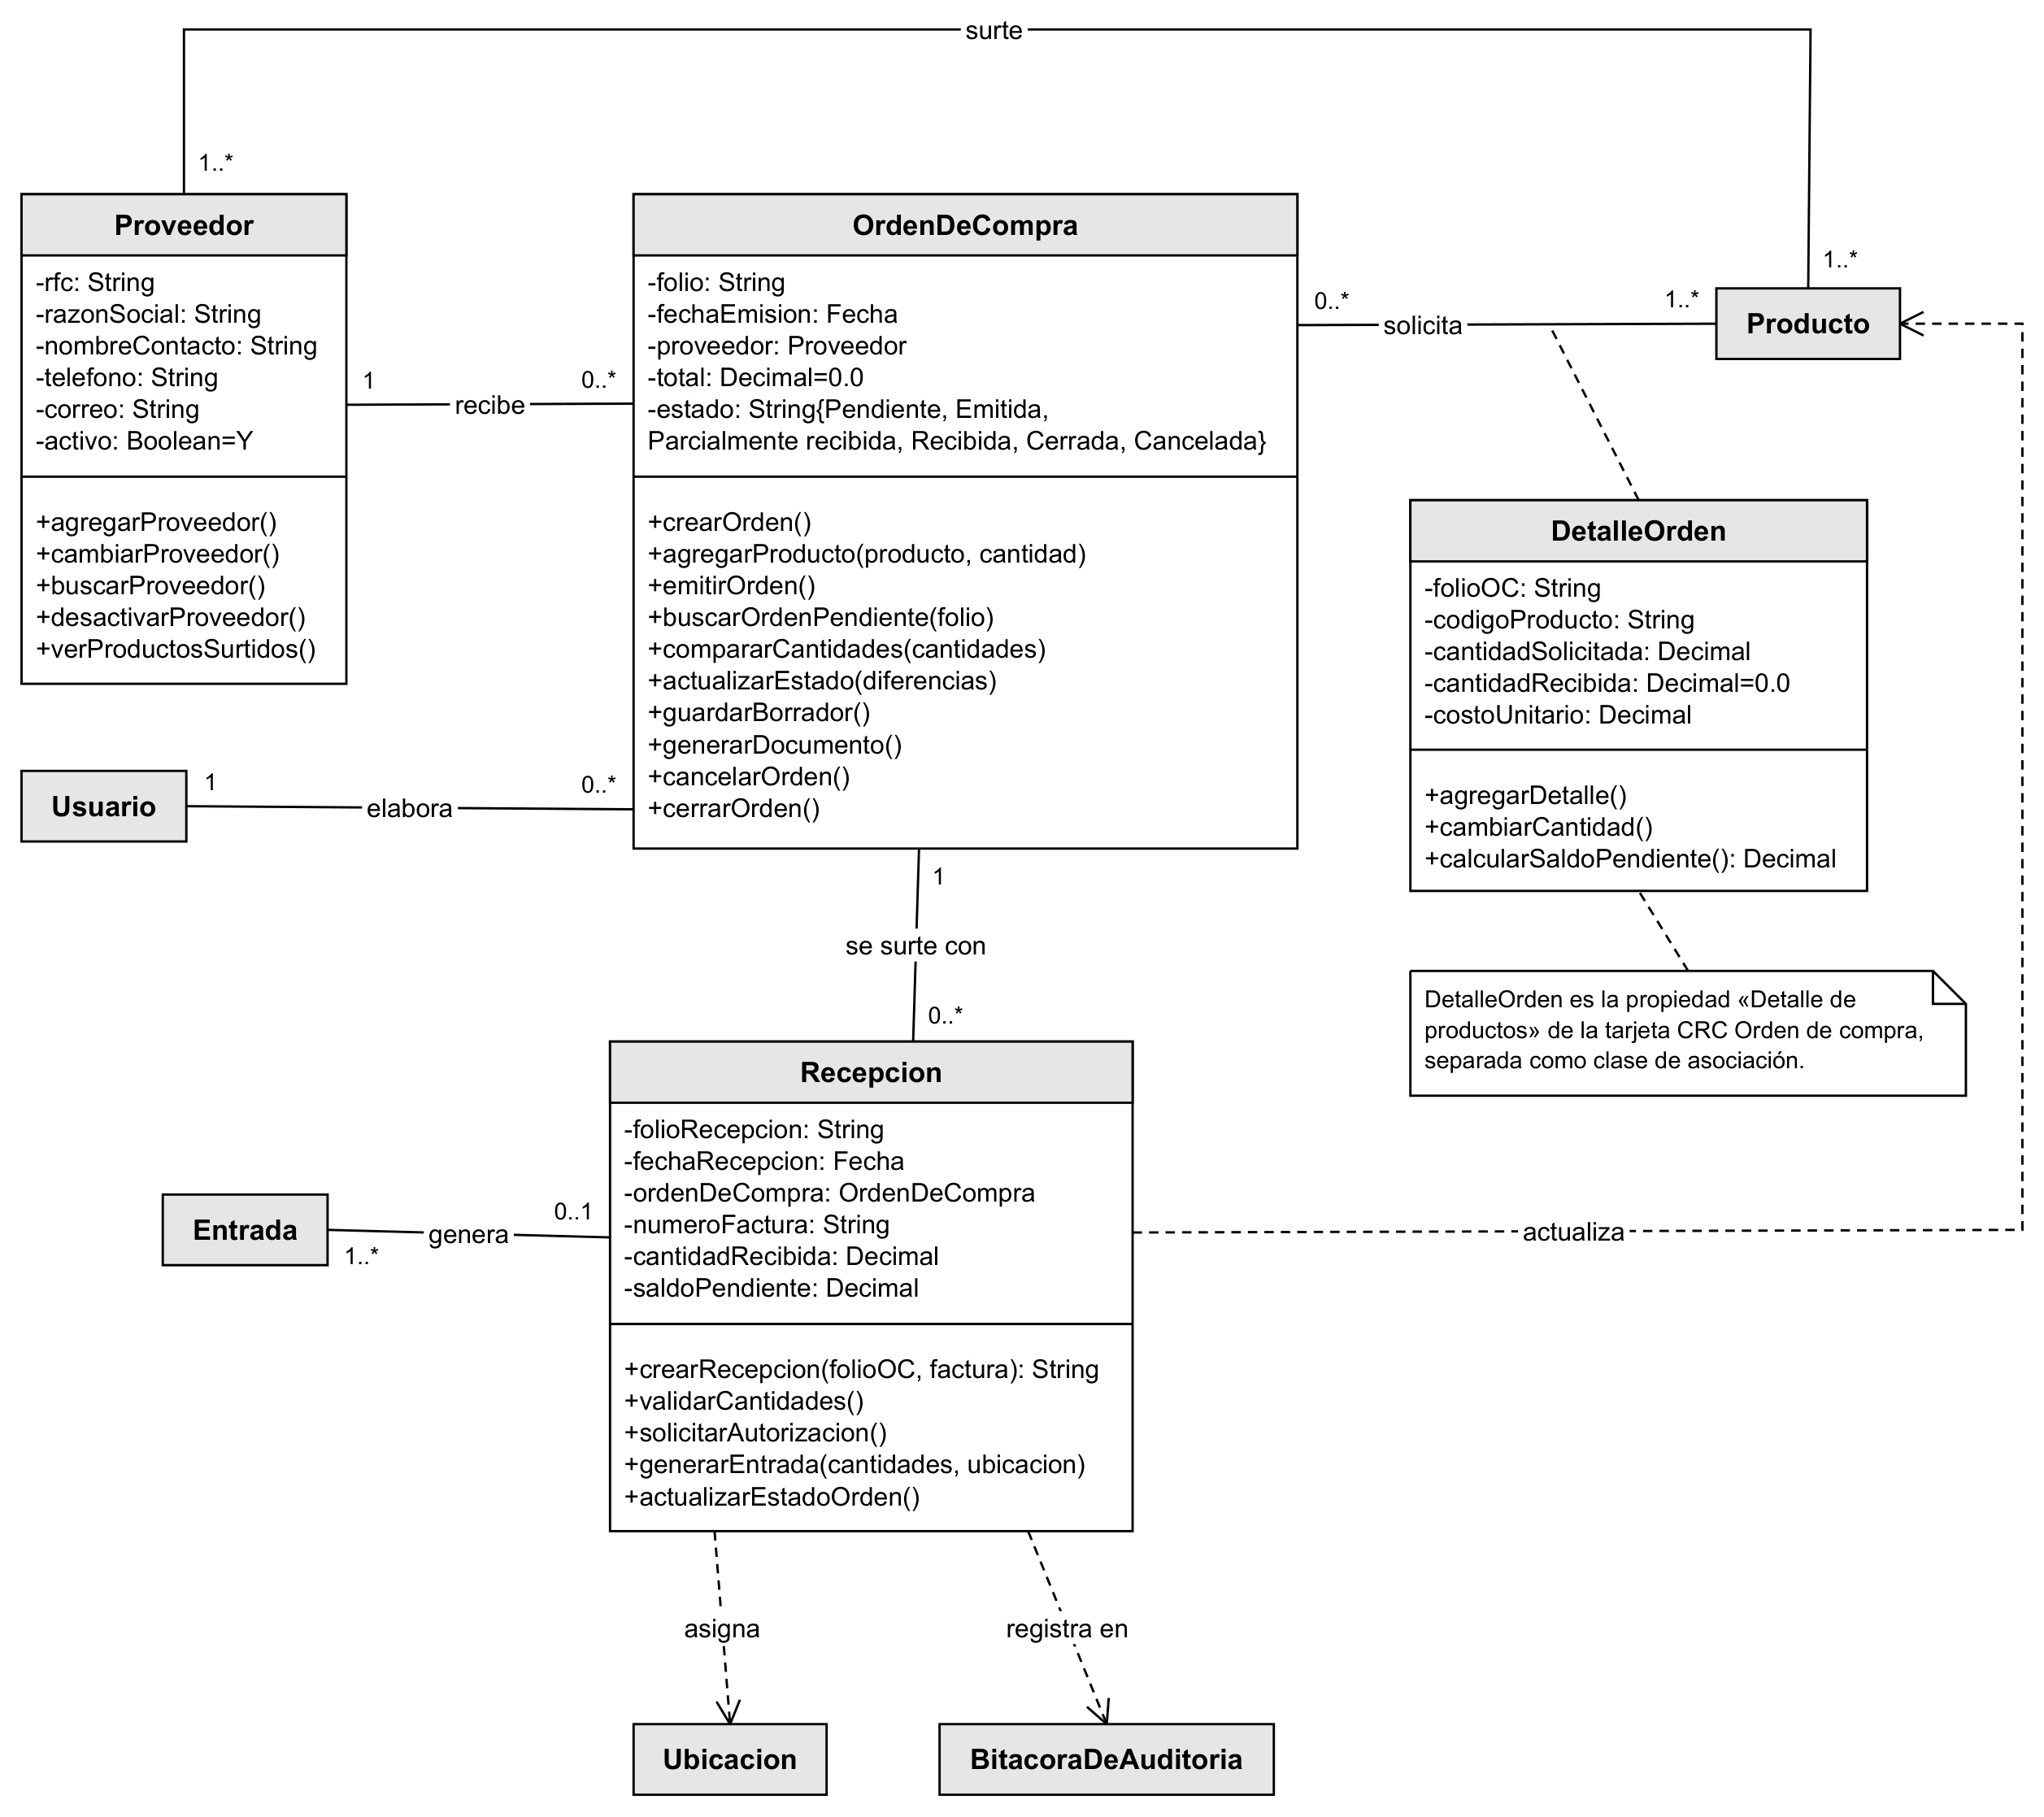 surte
1..*
1..*
Proveedor
-rfc: String
-razonSocial: String
-nombreContacto: String
-telefono: String
-correo: String
-activo: Boolean=Y
+agregarProveedor()
+cambiarProveedor()
+buscarProveedor()
+desactivarProveedor()
+verProductosSurtidos()
1
recibe
0..*
OrdenDeCompra
-folio: String
-fechaEmision: Fecha
-proveedor: Proveedor
-total: Decimal=0.0
-estado: String{Pendiente, Emitida,
Parcialmente recibida, Recibida, Cerrada, Cancelada}
+crearOrden()
+agregarProducto(producto, cantidad)
+emitirOrden()
+buscarOrdenPendiente(folio)
+compararCantidades(cantidades)
+actualizarEstado(diferencias)
+guardarBorrador()
+generarDocumento()
+cancelarOrden()
+cerrarOrden()
0..*
solicita
1..*
Producto
DetalleOrden
-folioOC: String
-codigoProducto: String
-cantidadSolicitada: Decimal
-cantidadRecibida: Decimal=0.0
-costoUnitario: Decimal
+agregarDetalle()
+cambiarCantidad()
+calcularSaldoPendiente(): Decimal
Usuario
1
elabora
0..*
1
se surte con
0..*
DetalleOrden es la propiedad «Detalle de
productos» de la tarjeta CRC Orden de compra,
separada como clase de asociación.
Recepcion
-folioRecepcion: String
-fechaRecepcion: Fecha
-ordenDeCompra: OrdenDeCompra
-numeroFactura: String
-cantidadRecibida: Decimal
-saldoPendiente: Decimal
+crearRecepcion(folioOC, factura): String
+validarCantidades()
+solicitarAutorizacion()
+generarEntrada(cantidades, ubicacion)
+actualizarEstadoOrden()
Entrada
1..*
genera
0..1
actualiza
asigna
registra en
Ubicacion
BitacoraDeAuditoria